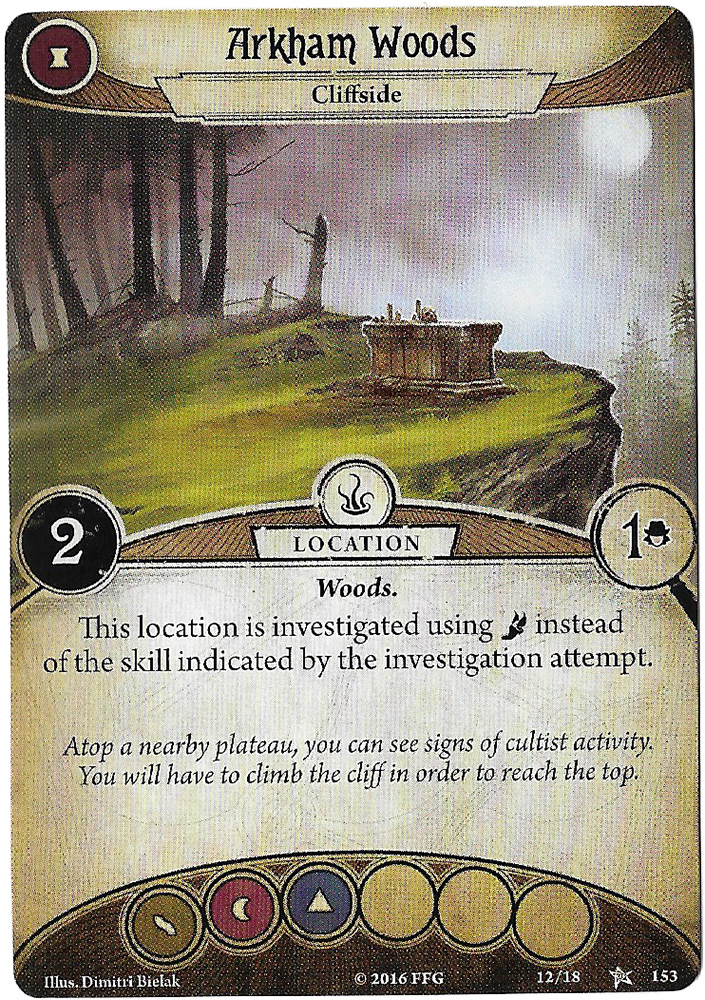 Arkham Woods
Cliffside
2
1
LOCATION
Woods.
This location is investigated using instead
of the skill indicated by the investigation attempt.
Atop a nearby plateau, you can see signs of cultist activity.
You will have to climb the cliff in order to reach the top.
Illus. Dimitri Bielak © 2016 FFG 12/18 153